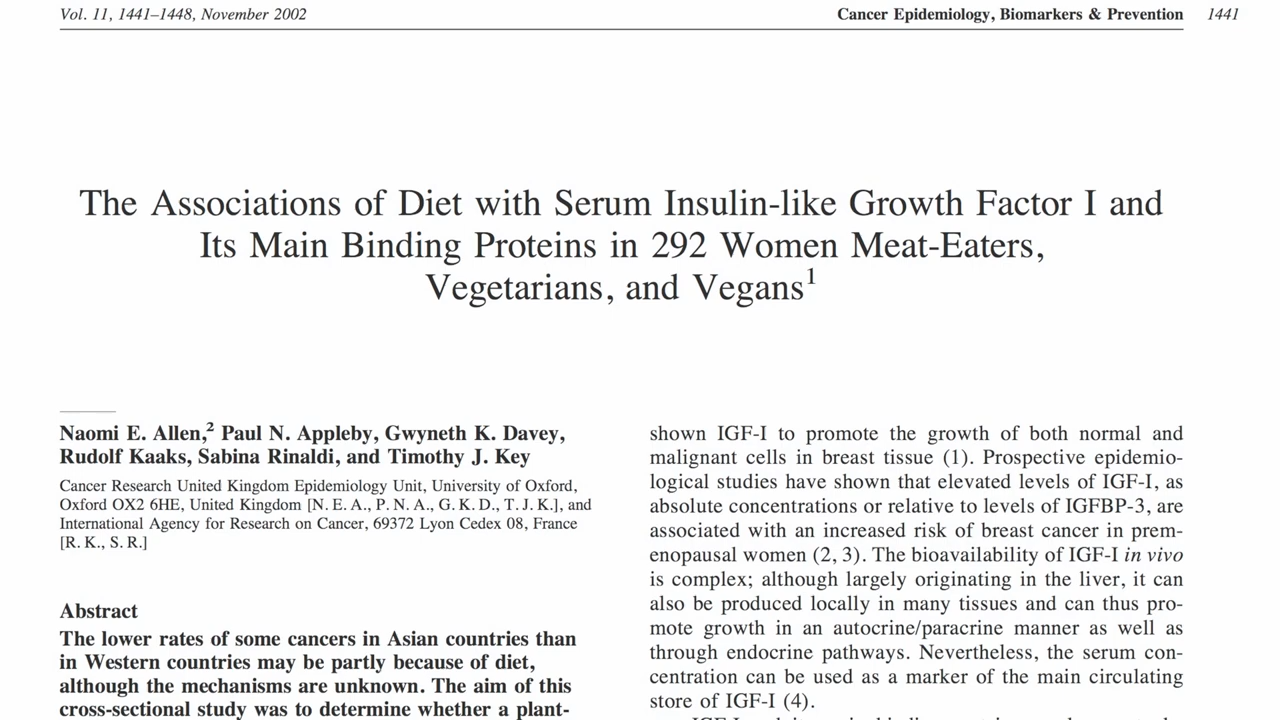 Vol. 11, 1441–1448, November 2002
Cancer Epidemiology, Biomarkers & Prevention 1441
The Associations of Diet with Serum Insulin-like Growth Factor I and
Its Main Binding Proteins in 292 Women Meat-Eaters,
Vegetarians, and Vegans1
Naomi E. Allen,2 Paul N. Appleby, Gwyneth K. Davey,
Rudolf Kaaks, Sabina Rinaldi, and Timothy J. Key
Cancer Research United Kingdom Epidemiology Unit, University of Oxford,
Oxford OX2 6HE, United Kingdom [N. E. A., P. N. A., G. K. D., T. J. K.], and
International Agency for Research on Cancer, 69372 Lyon Cedex 08, France
[R. K., S. R.]
Abstract
The lower rates of some cancers in Asian countries than
in Western countries may be partly because of diet,
although the mechanisms are unknown. The aim of this
cross-sectional study was to determine whether a plant-
shown IGF-I to promote the growth of both normal and
malignant cells in breast tissue (1). Prospective epidemio-
logical studies have shown that elevated levels of IGF-I, as
absolute concentrations or relative to levels of IGFBP-3, are
associated with an increased risk of breast cancer in prem-
enopausal women (2, 3). The bioavailability of IGF-I in vivo
is complex; although largely originating in the liver, it can
also be produced locally in many tissues and can thus pro-
mote growth in an autocrine/paracrine manner as well as
through endocrine pathways. Nevertheless, the serum con-
centration can be used as a marker of the main circulating
store of IGF-I (4).